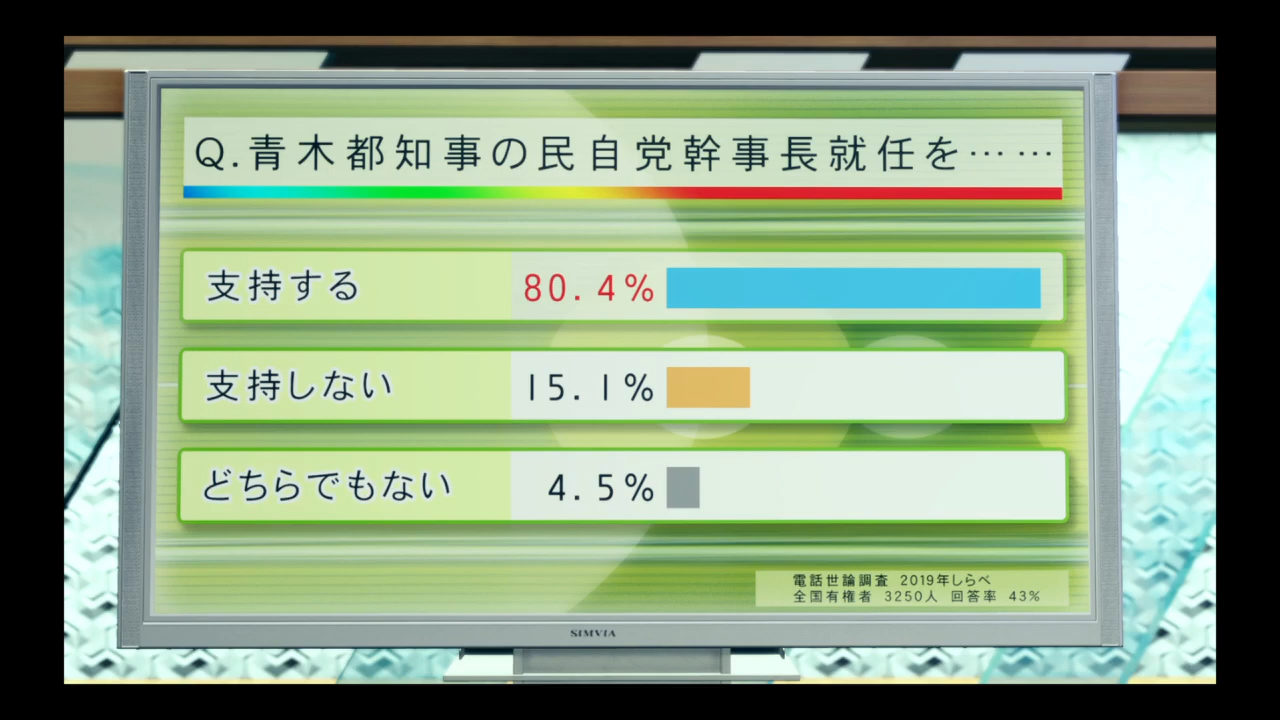 Q.青木都知事の民自党幹事長就任を……
支持する 80.4%
支持しない 15.1%
どちらでもない 4.5%
電話世論調査 2019年しらべ
全国有権者 3250人 回答率 43%
SIMVIA